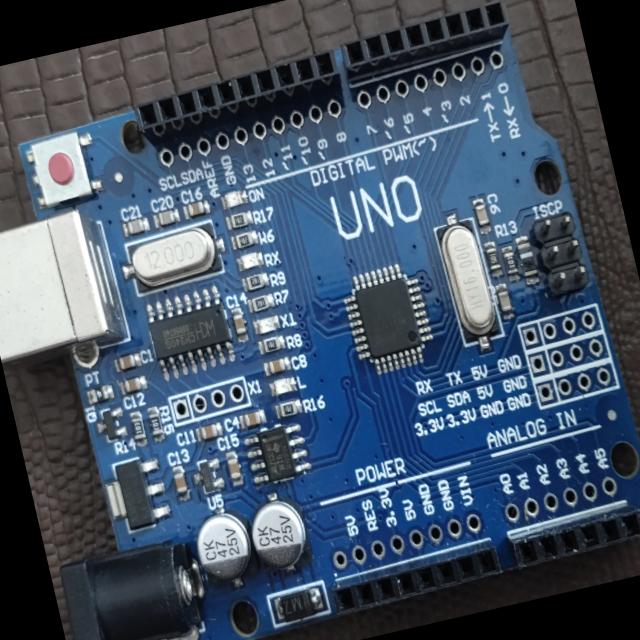 SCL
SDA
GND
13
12
11
10
9
8
7
6
5
4
3
2
TX→1
RX←0
DIGITAL PWM(~)
UNO
C21
C20
C16
ON
R17
R6
RX
R9
R7
X1
R8
C8
L
R16
12.000
C1
C4
C15
C11
C12
C13
X1
U5
C6
R13
ISCP
RX TX 5V GND
SCL SDA 5V GND
3.3V 3.3V GND GND
ANALOG IN
A0
A1
A2
A3
A4
A5
POWER
5V
RES
3.3V
5V
GND
GND
VIN
CK
47
25V
CK
47
25V
M7